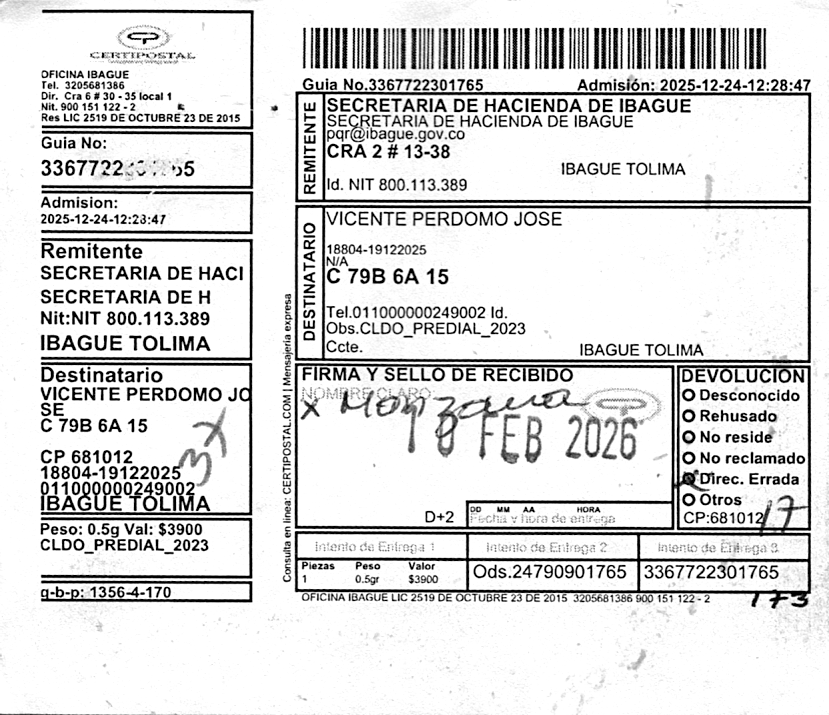 CERTIPOSTAL
OFICINA IBAGUE
Tel. 3205681386
Dir. Cra 6 # 30 - 35 local 1
Nit. 900 151 122 - 2
Res LIC 2519 DE OCTUBRE 23 DE 2015
Guia No:
3367722301765
Admision:
2025-12-24-12:28:47
Remitente
SECRETARIA DE HACI
SECRETARIA DE H
Nit:NIT 800.113.389
IBAGUE TOLIMA
Destinatario
VICENTE PERDOMO JO
SE
C 79B 6A 15
CP 681012
18804-19122025
011000000249002
IBAGUE TOLIMA
Peso: 0.5g Val: $3900
CLDO_PREDIAL_2023
g-b-p: 1356-4-170
Consulta en linea: CERTIPOSTAL.COM | Mensajería expresa
Guia No.3367722301765 Admisión: 2025-12-24-12:28:47
REMITENTE
SECRETARIA DE HACIENDA DE IBAGUE
SECRETARIA DE HACIENDA DE IBAGUE
pqr@ibague.gov.co
CRA 2 # 13-38
IBAGUE TOLIMA
Id. NIT 800.113.389
DESTINATARIO
VICENTE PERDOMO JOSE
18804-19122025
N/A
C 79B 6A 15
Tel.011000000249002 Id.
Obs.CLDO_PREDIAL_2023
Ccte. IBAGUE TOLIMA
FIRMA Y SELLO DE RECIBIDO
NOMBRE CLARO:
x Manzana
FEB 2026
D+2
DD MM AA HORA
Fecha y hora de entrega
DEVOLUCIÓN
Desconocido
Rehusado
No reside
No reclamado
Direc. Errada
Otros
CP:681012
17
Intento de Entrega 1 Intento de Entrega 2 Intento de Entrega 3
Piezas Peso Valor
1 0.5gr $3900
Ods.24790901765 3367722301765
OFICINA IBAGUE LIC 2519 DE OCTUBRE 23 DE 2015 3205681386 900 151 122 - 2
173